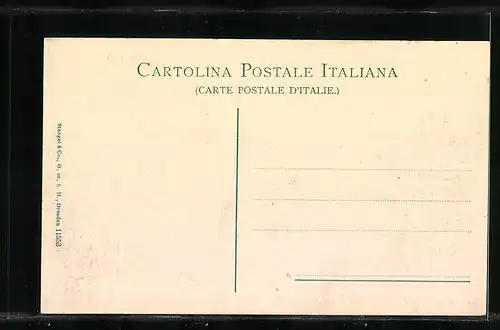 CARTOLINA POSTALE ITALIANA
(CARTE POSTALE D'ITALIE.)
Stengel & Co., G. m. b. H., Dresden 11553